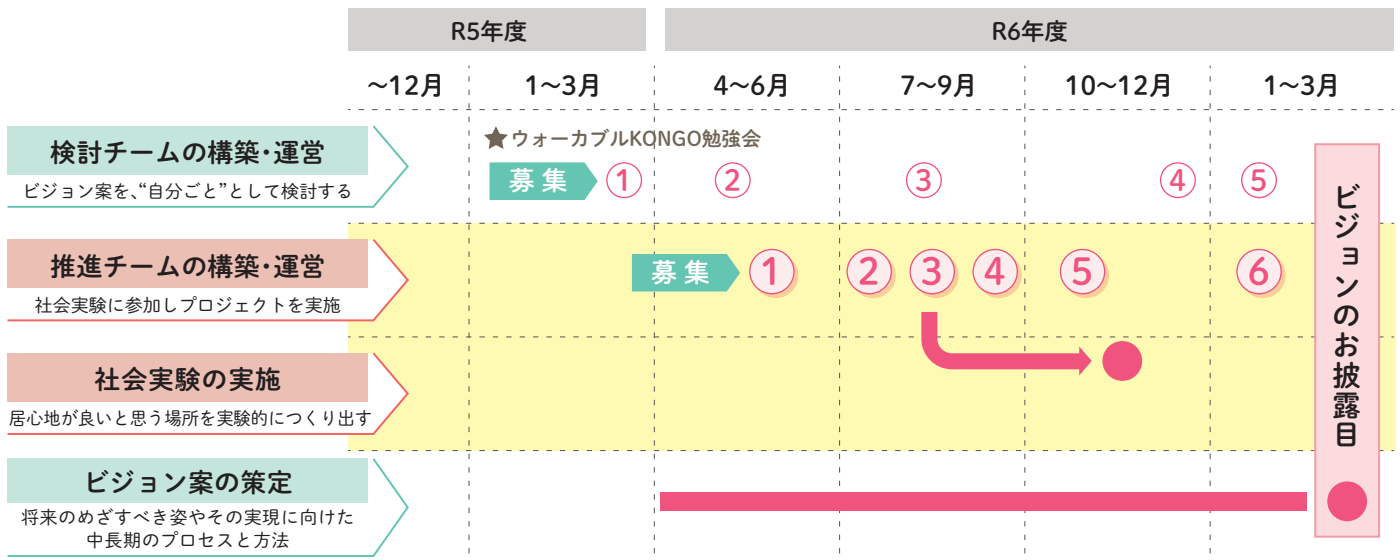 R5年度
R6年度
～12月
1～3月
4～6月
7～9月
10～12月
1～3月
検討チームの構築・運営
ビジョン案を、“自分ごと”として検討する
★ウォーカブルKONGO勉強会
募集
①
②
③
④
⑤
推進チームの構築・運営
社会実験に参加しプロジェクトを実施
募集
①
②
③
④
⑤
⑥
社会実験の実施
居心地が良いと思う場所を実験的につくり出す
ビジョン案の策定
将来のめざすべき姿やその実現に向けた
中長期のプロセスと方法
ビジョンのお披露目